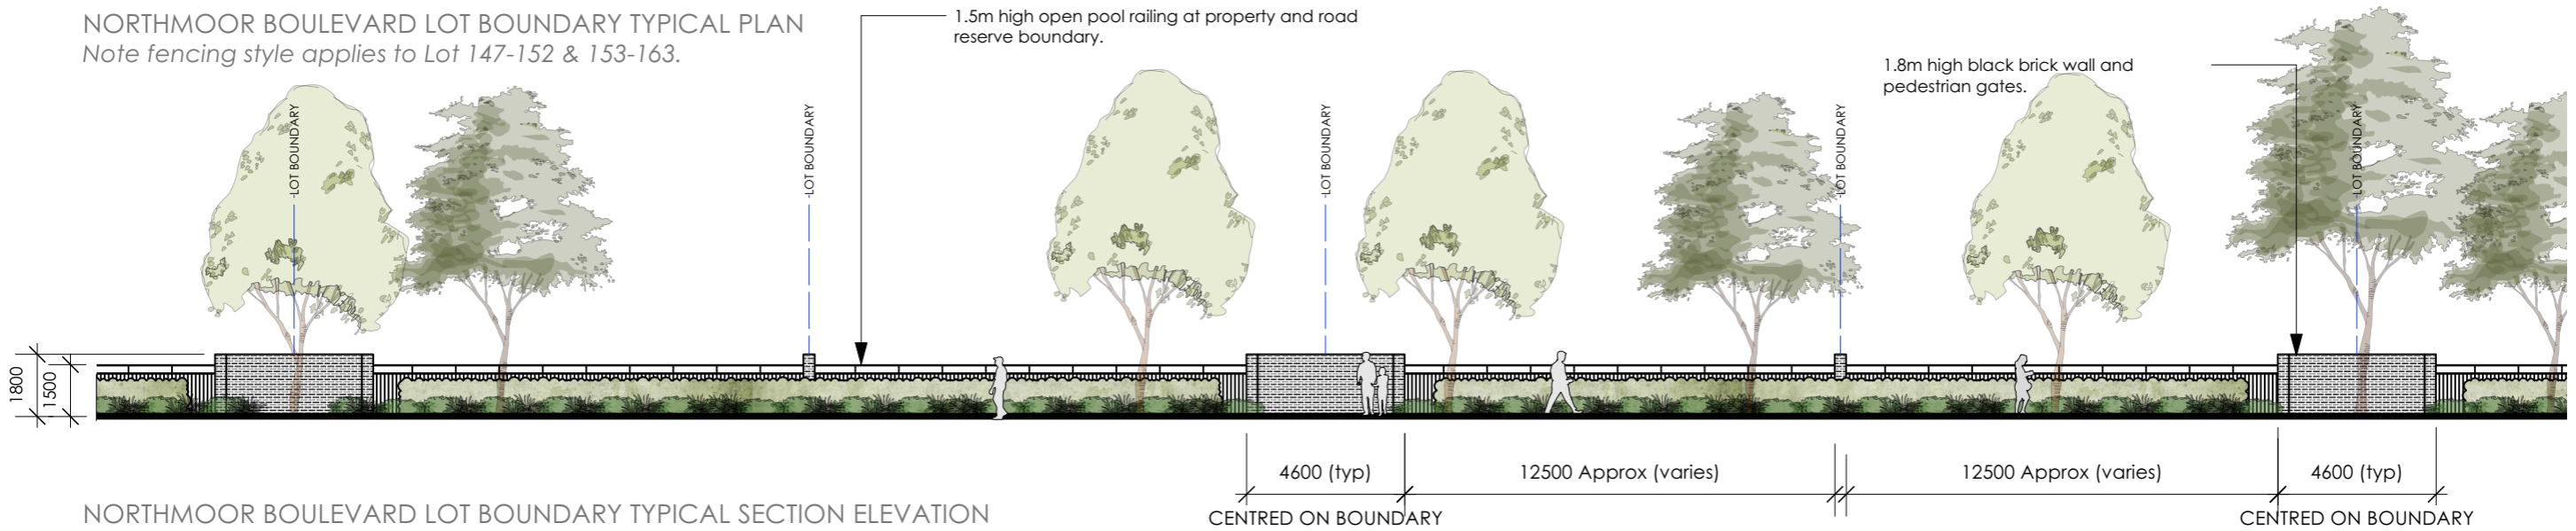 NORTHMOOR BOULEVARD LOT BOUNDARY TYPICAL PLAN
Note fencing style applies to Lot 147-152 & 153-163.
1.5m high open pool railing at property and road
reserve boundary.
1.8m high black brick wall and
pedestrian gates.
LOT BOUNDARY
LOT BOUNDARY
LOT BOUNDARY
LOT BOUNDARY
LOT BOUNDARY
1800
1500
4600 (typ)
12500 Approx (varies)
12500 Approx (varies)
4600 (typ)
CENTRED ON BOUNDARY
CENTRED ON BOUNDARY
NORTHMOOR BOULEVARD LOT BOUNDARY TYPICAL SECTION ELEVATION